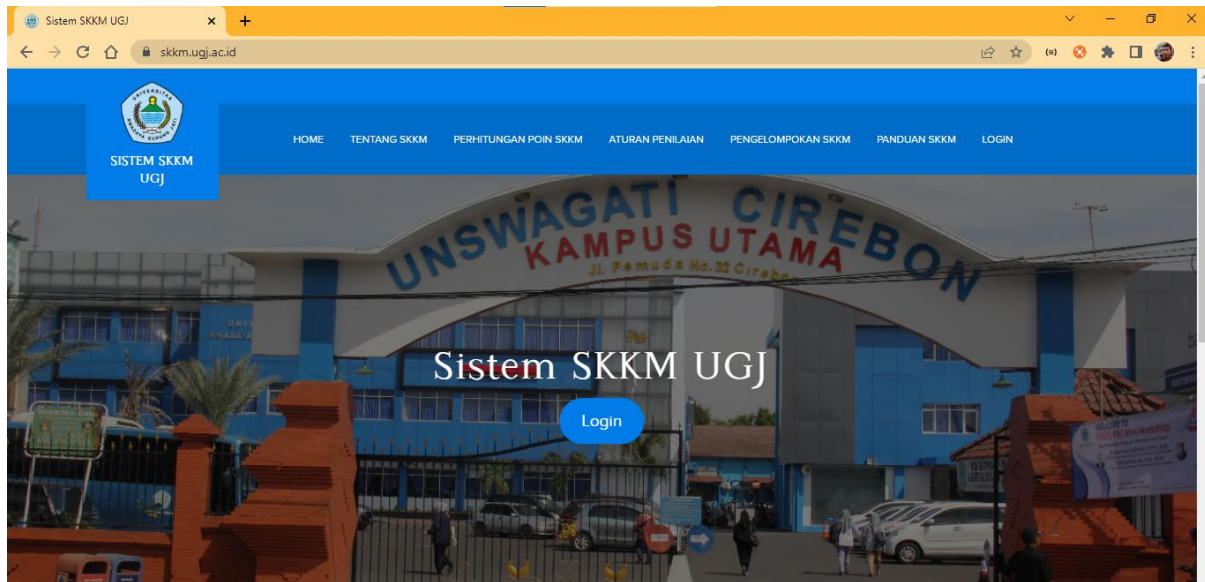 Sistem SKKM UGJ
skkm.ugj.ac.id
SISTEM SKKM
UGJ
HOME TENTANG SKKM PERHITUNGAN POIN SKKM ATURAN PENILAIAN PENGELOMPOKAN SKKM PANDUAN SKKM LOGIN
UNSWAGATI CIREBON
KAMPUS UTAMA
Jl. Pemuda No.32 Cirebon
Sistem SKKM UGJ
Login